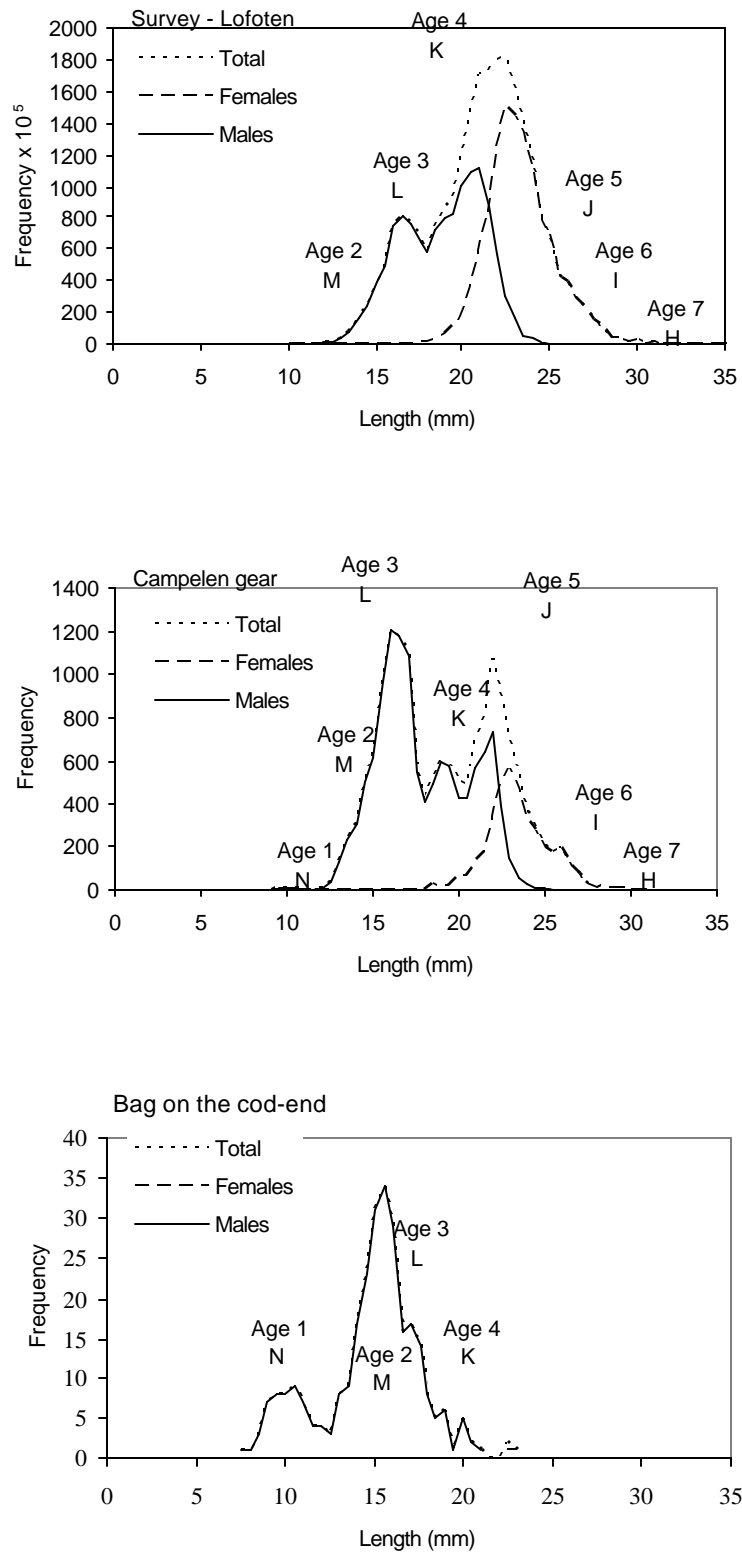 Survey - Lofoten
Age 4
K
2000
1800
1600
1400
1200
1000
800
600
400
200
0
Frequency x 10⁵
Total
Females
Males
Age 3
L
Age 5
J
Age 2
M
Age 6
I
Age 7
H
0 5 10 15 20 25 30 35
Length (mm)
Campelen gear
Age 3
L
Age 5
J
1400
1200
1000
800
600
400
200
0
Frequency
Total
Females
Males
Age 4
K
Age 2
M
Age 6
I
Age 1
N
Age 7
H
0 5 10 15 20 25 30 35
Length (mm)
Bag on the cod-end
40
35
30
25
20
15
10
5
0
Frequency
Total
Females
Males
Age 3
L
Age 1
N
Age 4
K
Age 2
M
0 5 10 15 20 25 30 35
Length (mm)